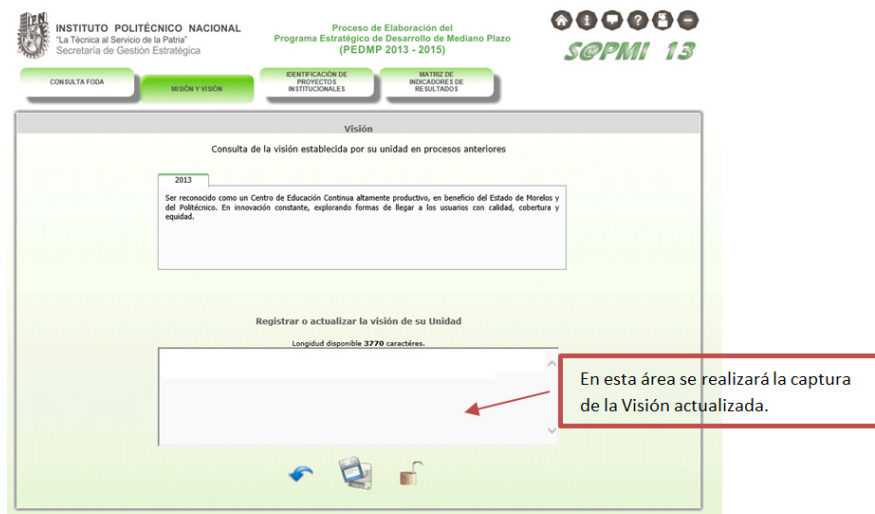 INSTITUTO POLITÉCNICO NACIONAL
"La Técnica al Servicio de la Patria"
Secretaría de Gestión Estratégica
Proceso de Elaboración del
Programa Estratégico de Desarrollo de Mediano Plazo
(PEDMP 2013 - 2015)
S@PMI 13
CONSULTA FODA
MISIÓN Y VISIÓN
IDENTIFICACIÓN DE
PROYECTOS
INSTITUCIONALES
MATRIZ DE
INDICADORES DE
RESULTADOS
Visión
Consulta de la visión establecida por su unidad en procesos anteriores
2013
Ser reconocido como un Centro de Educación Continua altamente productivo, en beneficio del Estado de Morelos y
del Politécnico. En innovación constante, explorando formas de llegar a los usuarios con calidad, cobertura y
equidad.
Registrar o actualizar la visión de su Unidad
Longidud disponible 3770 caractéres.
En esta área se realizará la captura
de la Visión actualizada.